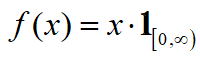 f(x) = x · 1[0,∞)